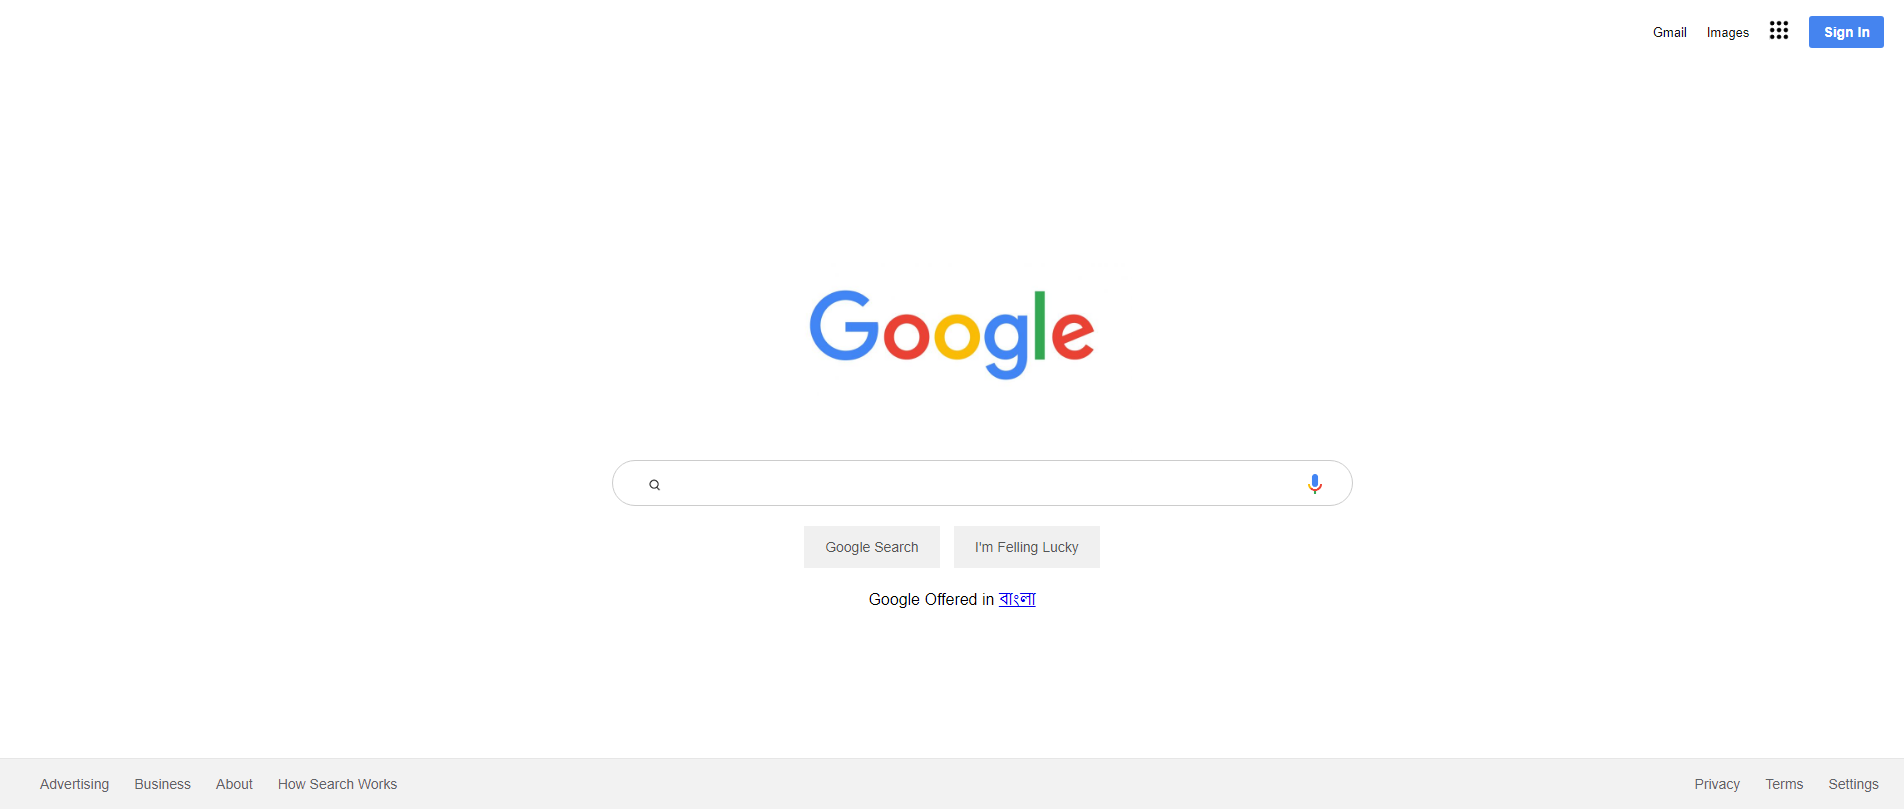 Gmail Images Sign In
Google
Google Search I'm Felling Lucky
Google Offered in বাংলা
Advertising Business About How Search Works Privacy Terms Settings